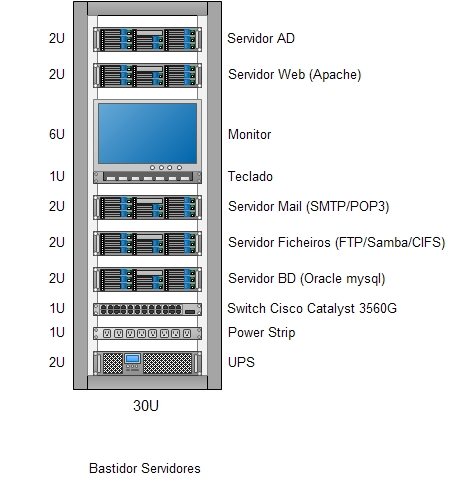 2U Servidor AD
2U Servidor Web (Apache)
6U Monitor
1U Teclado
2U Servidor Mail (SMTP/POP3)
2U Servidor Ficheiros (FTP/Samba/CIFS)
2U Servidor BD (Oracle mysql)
1U Switch Cisco Catalyst 3560G
1U Power Strip
2U UPS
30U
Bastidor Servidores